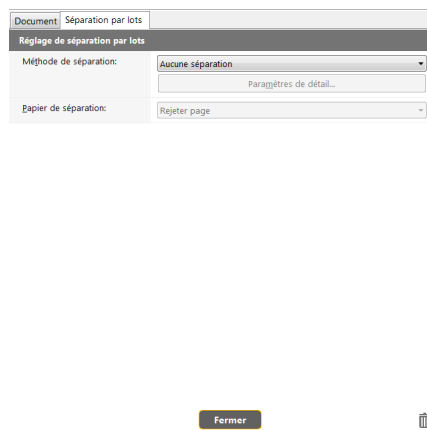 Document Séparation par lots
Réglage de séparation par lots
Méthode de séparation: Aucune séparation
Paramètres de détail...
Papier de séparation: Rejeter page
Fermer